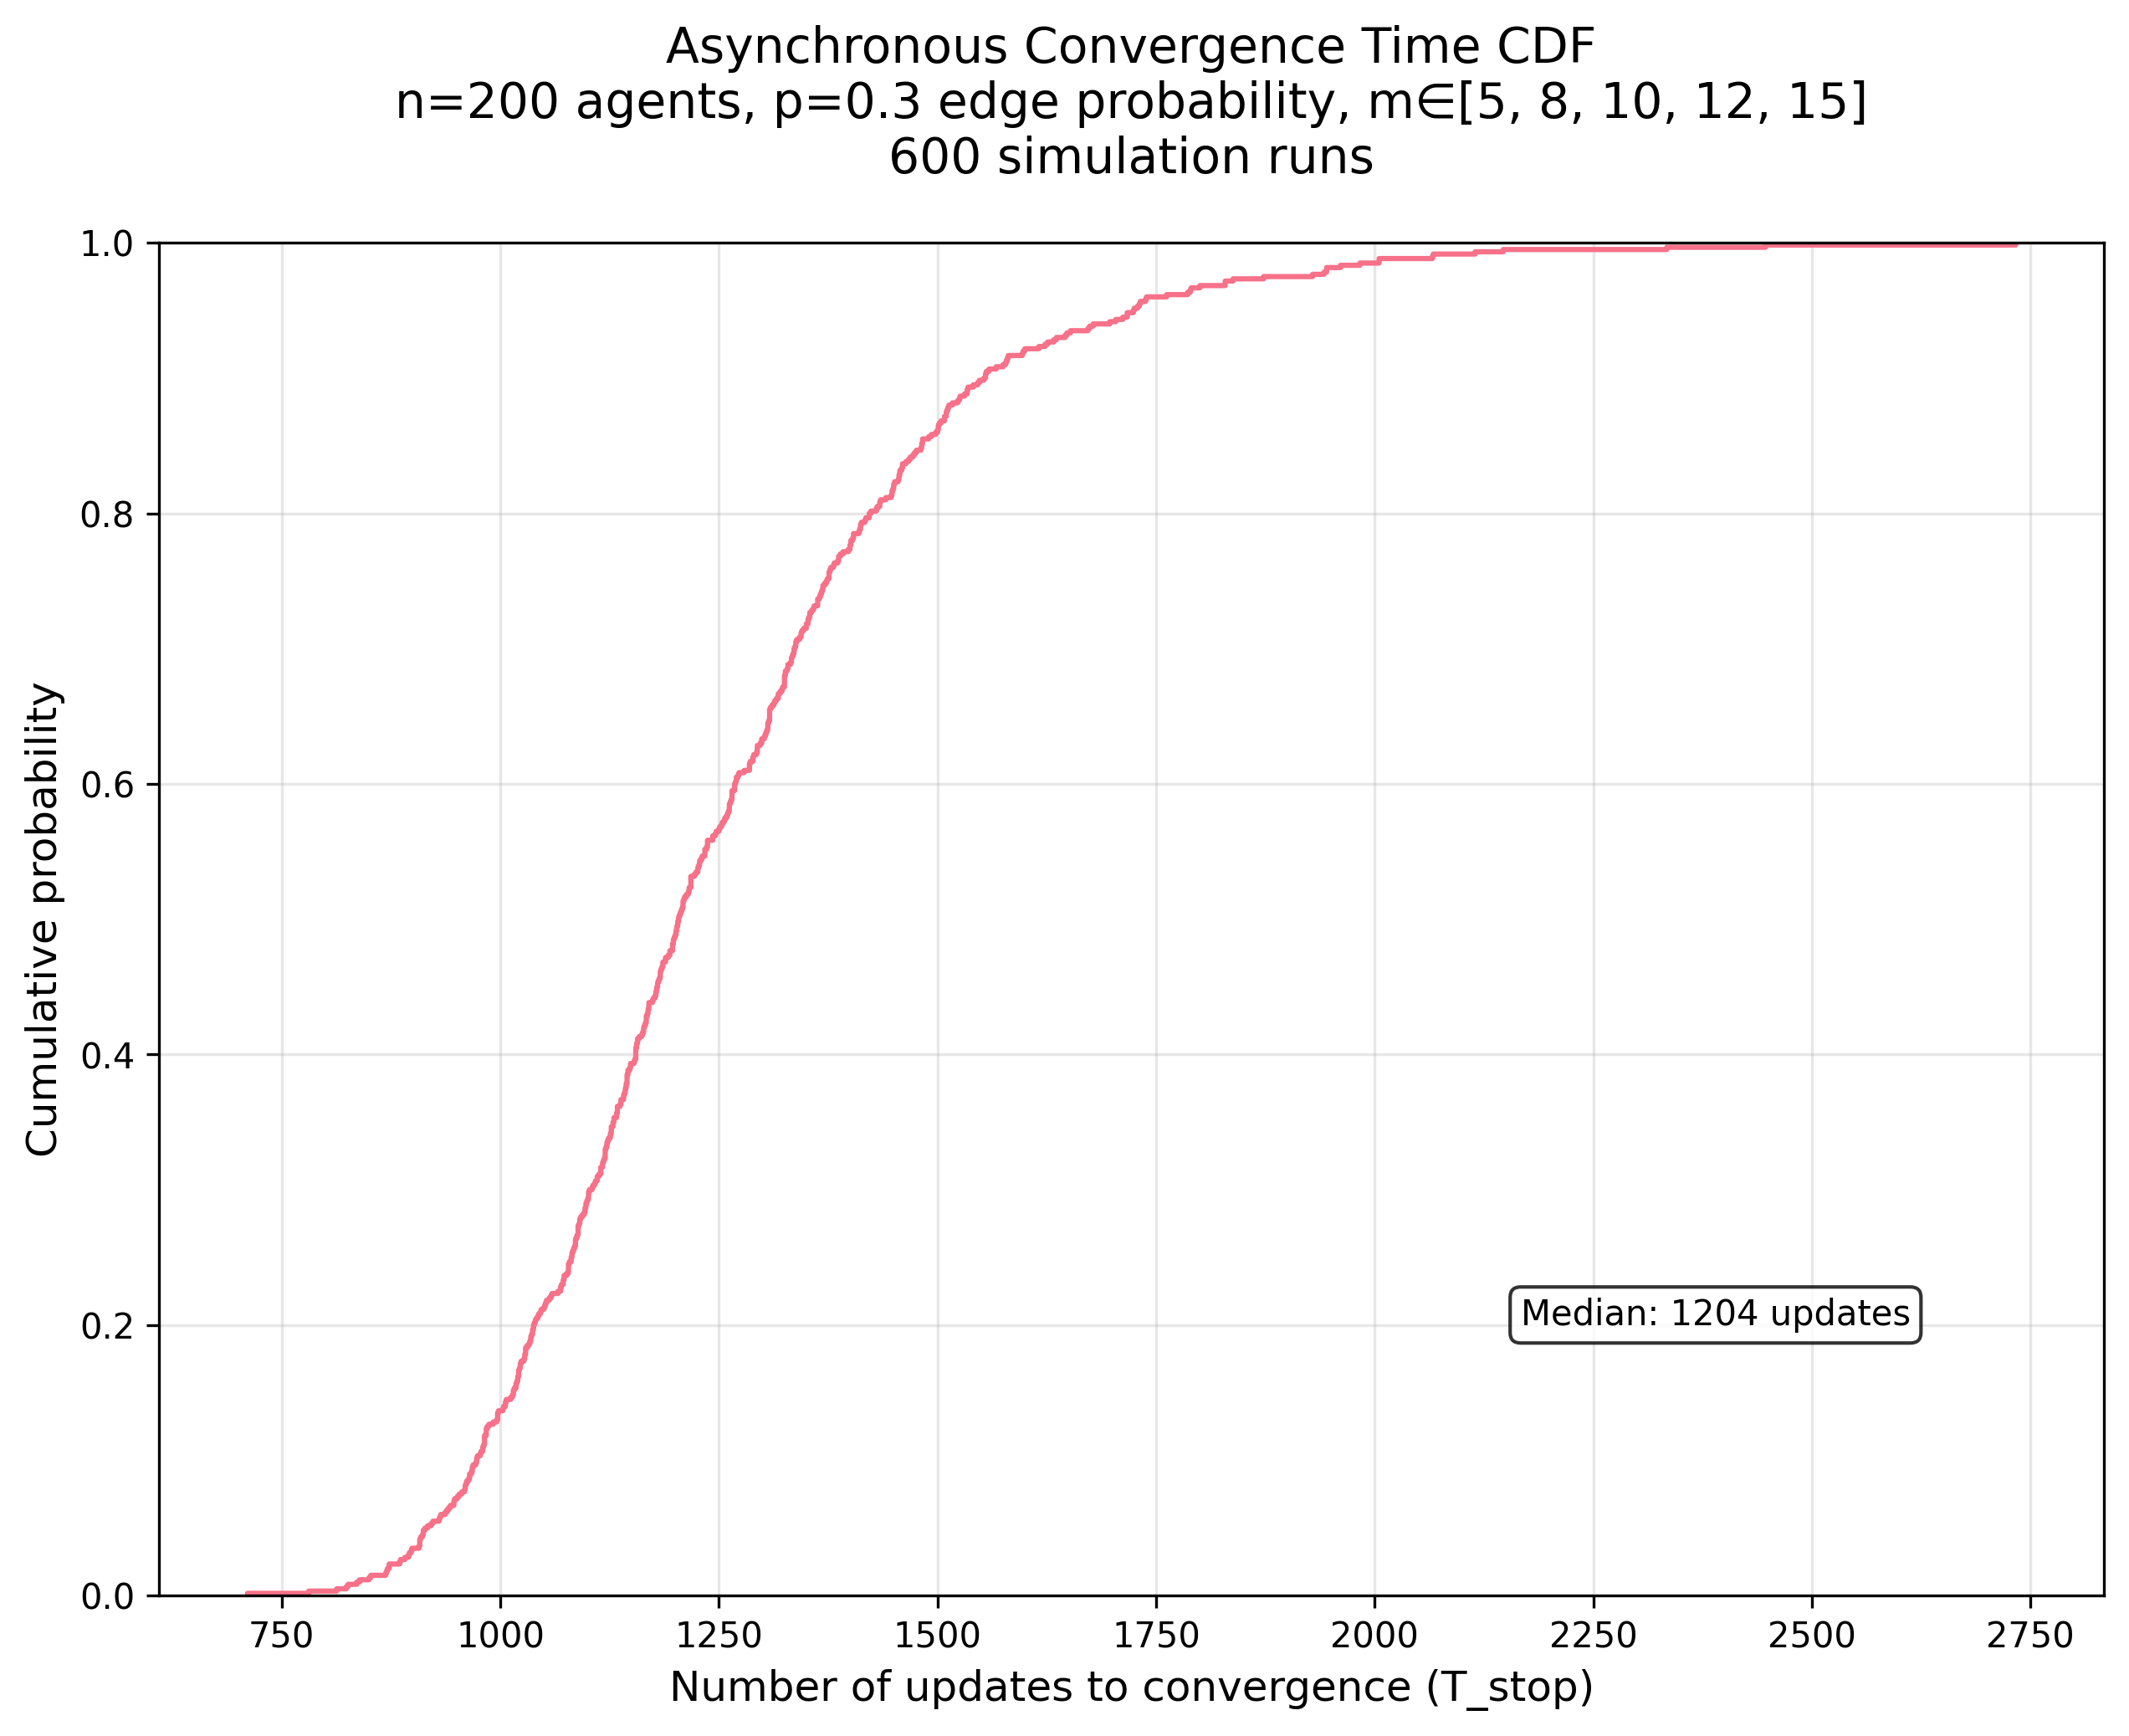 Asynchronous Convergence Time CDF
n=200 agents, p=0.3 edge probability, m∈[5, 8, 10, 12, 15]
600 simulation runs
Cumulative probability
1.0
0.8
0.6
0.4
0.2
0.0
Median: 1204 updates
750 1000 1250 1500 1750 2000 2250 2500 2750
Number of updates to convergence (T_stop)